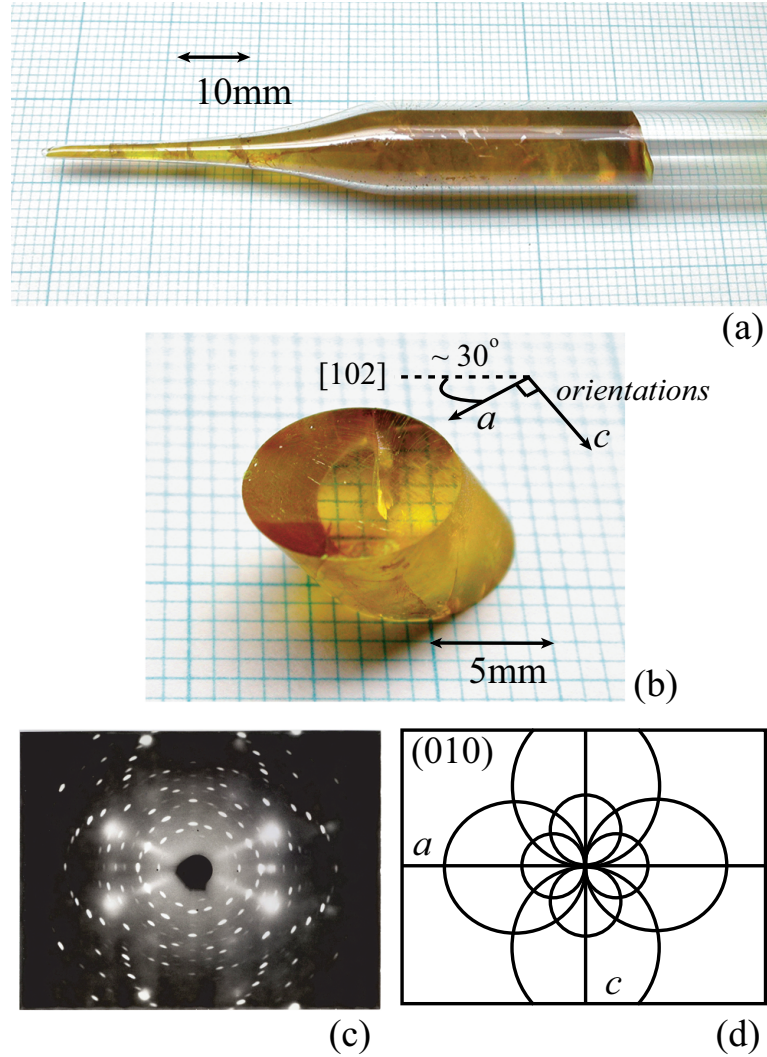 10mm
(a)
~ 30°
[102]
orientations
a
c
5mm
(b)
(010)
a
c
(c)
(d)